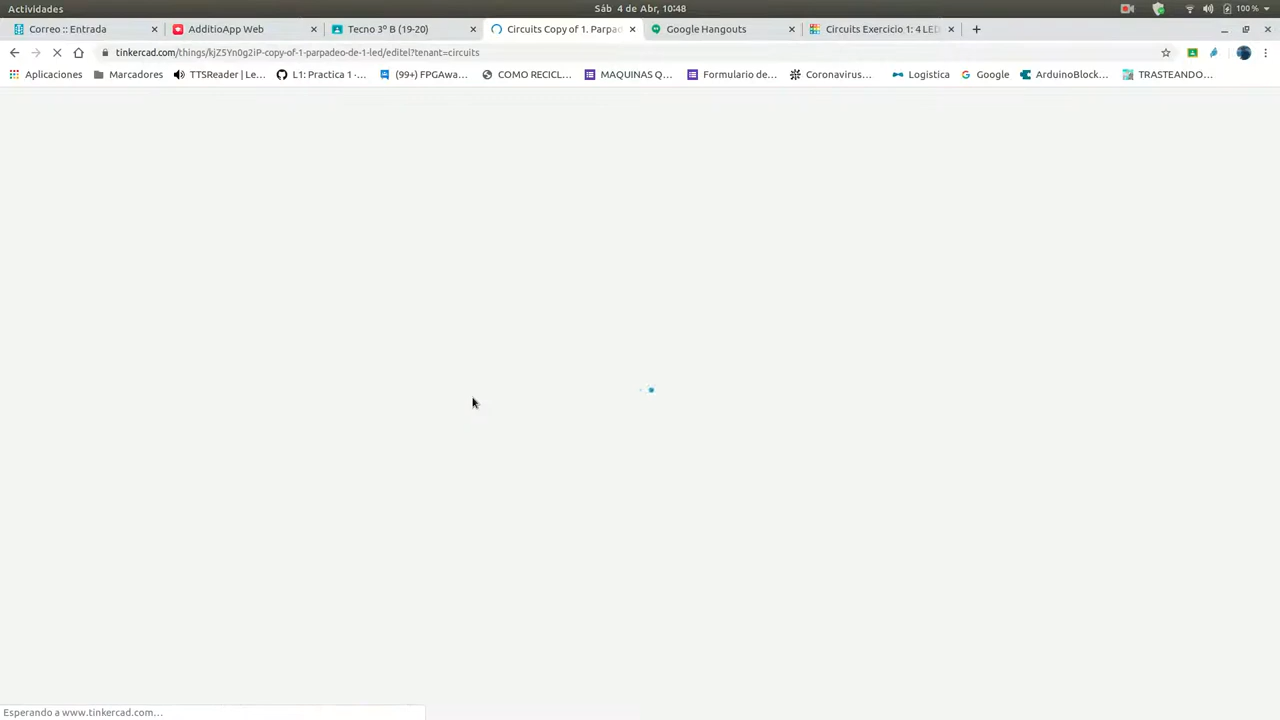 Actividades
Sáb 4 de Abr, 10:48
100 %
Correo :: Entrada
AdditioApp Web
Tecno 3º B (19-20)
Circuits Copy of 1. Parpad
Google Hangouts
Circuits Exercicio 1: 4 LED
tinkercad.com/things/kjZ5Yn0g2iP-copy-of-1-parpadeo-de-1-led/editel?tenant=circuits
Aplicaciones
Marcadores
TTSReader | Le...
L1: Practica 1 -...
(99+) FPGAwa...
COMO RECICL...
MAQUINAS Q...
Formulario de...
Coronavirus...
Logistica
Google
ArduinoBlock...
TRASTEANDO...
Esperando a www.tinkercad.com...